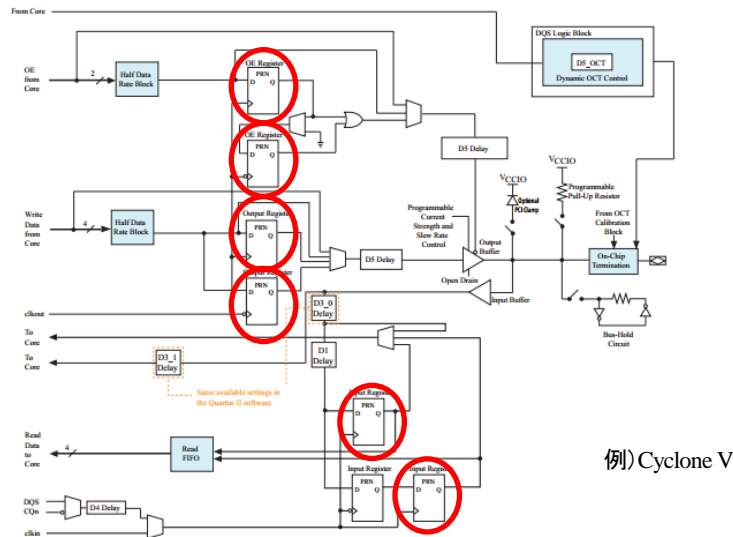 From Core
DQS Logic Block
D5_OCT
Dynamic OCT Control
OE
from
Core
2
Half Data
Rate Block
OE Register
PRN
D Q
OE Register
PRN
D Q
D5 Delay
VCCIO
Optional
PCI Clamp
VCCIO
Programmable
Pull-Up Resistor
Programmable
Current
Strength and
Slew Rate
Control
From OCT
Calibration
Block
Output
Buffer
Write
Data
from
Core
4
Half Data
Rate Block
Output Register
PRN
D Q
Output Register
PRN
D Q
D5 Delay
Open Drain
On-Chip
Termination
Input Buffer
clkout
D3_0
Delay
Bus-Hold
Circuit
To
Core
To
Core
D3_1
Delay
D1
Delay
Same available settings in
the Quartus II software
Input Register
PRN
D Q
Read
Data
to
Core
4
Read
FIFO
Input Register
PRN
D Q
Input Register
PRN
D Q
例）Cyclone V
DQS
CQn
D4 Delay
clkin